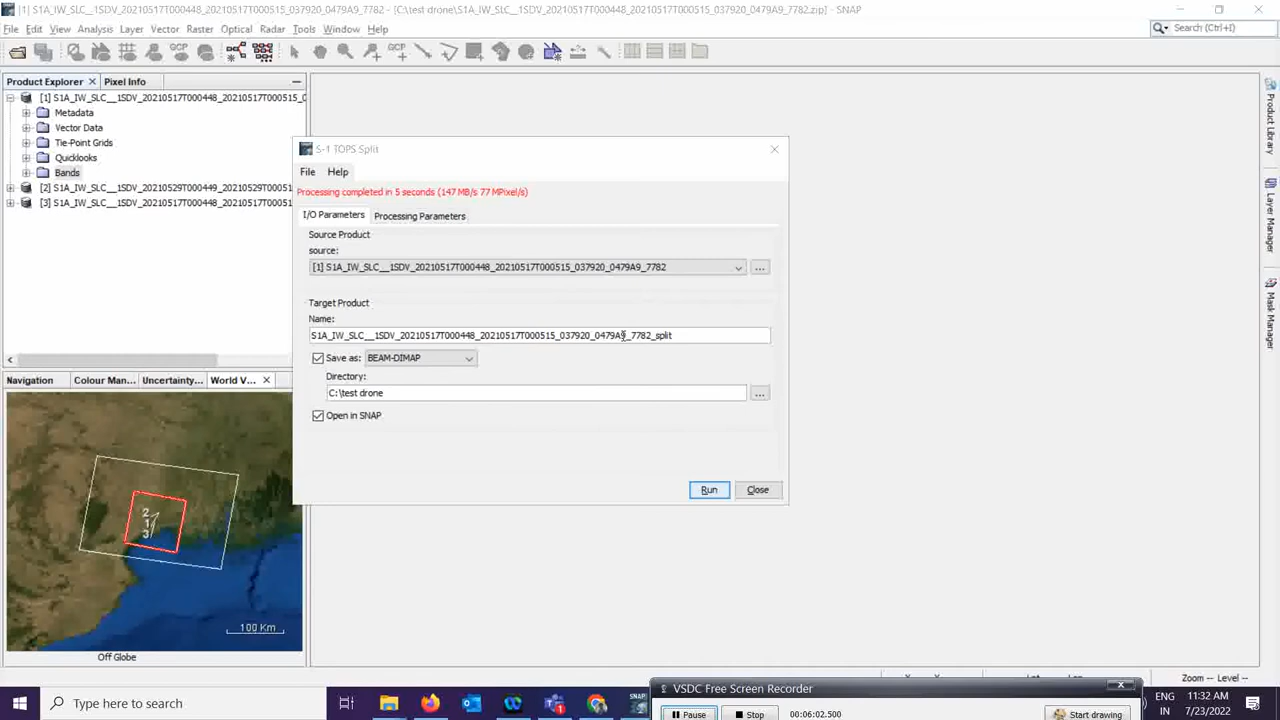 [1] S1A_IW_SLC__1SDV_20210517T000448_20210517T000515_037920_0479A9_7782 - [C:\test drone\S1A_IW_SLC__1SDV_20210517T000448_20210517T000515_037920_0479A9_7782.zip] - SNAP
File Edit View Analysis Layer Vector Raster Optical Radar Tools Window Help
Search (Ctrl+I)
GCP
GCP
Product Explorer
Pixel Info
[1] S1A_IW_SLC__1SDV_20210517T000448_20210517T000515_0
Metadata
Vector Data
Tie-Point Grids
Quicklooks
Bands
[2] S1A_IW_SLC__1SDV_20210529T000449_20210529T00051
[3] S1A_IW_SLC__1SDV_20210517T000448_20210517T00051
S-1 TOPS Split
File Help
Processing completed in 5 seconds (147 MB/s 77 MPixel/s)
I/O Parameters
Processing Parameters
Source Product
source:
[1] S1A_IW_SLC__1SDV_20210517T000448_20210517T000515_037920_0479A9_7782
...
Target Product
Name:
S1A_IW_SLC__1SDV_20210517T000448_20210517T000515_037920_0479A9_7782_split
Save as: BEAM-DIMAP
Directory:
C:\test drone
...
Open in SNAP
Run
Close
Product Library
Layer Manager
Mask Manager
Navigation
Colour Man...
Uncertainty...
World V...
2
1
3
100 Km
Off Globe
Zoom -- Level --
VSDC Free Screen Recorder
Pause
Stop
00:06:02.500
Start drawing
Type here to search
SNAP
ENG
IN
11:32 AM
7/23/2022